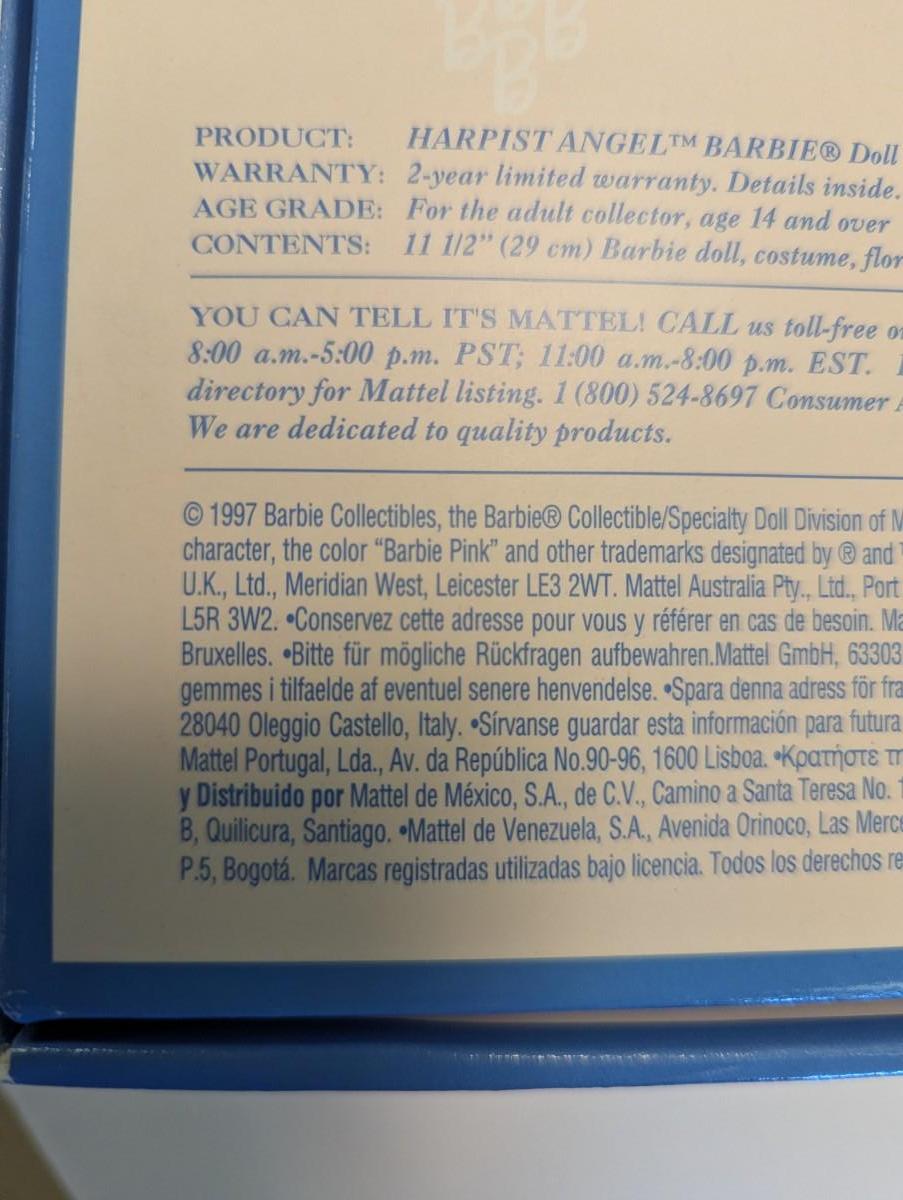 PRODUCT: HARPIST ANGEL™ BARBIE® Doll
WARRANTY: 2-year limited warranty. Details inside.
AGE GRADE: For the adult collector, age 14 and over
CONTENTS: 11 1/2” (29 cm) Barbie doll, costume, flor
YOU CAN TELL IT'S MATTEL! CALL us toll-free
8:00 a.m.-5:00 p.m. PST; 11:00 a.m.-8:00 p.m. EST.
directory for Mattel listing. 1 (800) 524-8697 Consumer
We are dedicated to quality products.
© 1997 Barbie Collectibles, the Barbie® Collectible/Specialty Doll Division of M
character, the color “Barbie Pink” and other trademarks designated by ® and
U.K., Ltd., Meridian West, Leicester LE3 2WT. Mattel Australia Pty., Ltd., Port
L5R 3W2. •Conservez cette adresse pour vous y référer en cas de besoin. Ma
Bruxelles. •Bitte für mögliche Rückfragen aufbewahren.Mattel GmbH, 63303
gemmes i tilfaelde af eventuel senere henvendelse. •Spara denna adress för fra
28040 Oleggio Castello, Italy. •Sírvanse guardar esta información para futura
Mattel Portugal, Lda., Av. da República No.90-96, 1600 Lisboa. •Κρατήστε τη
y Distribuido por Mattel de México, S.A., de C.V., Camino a Santa Teresa No. 1
B, Quilicura, Santiago. •Mattel de Venezuela, S.A., Avenida Orinoco, Las Merce
P.5, Bogotá. Marcas registradas utilizadas bajo licencia. Todos los derechos re